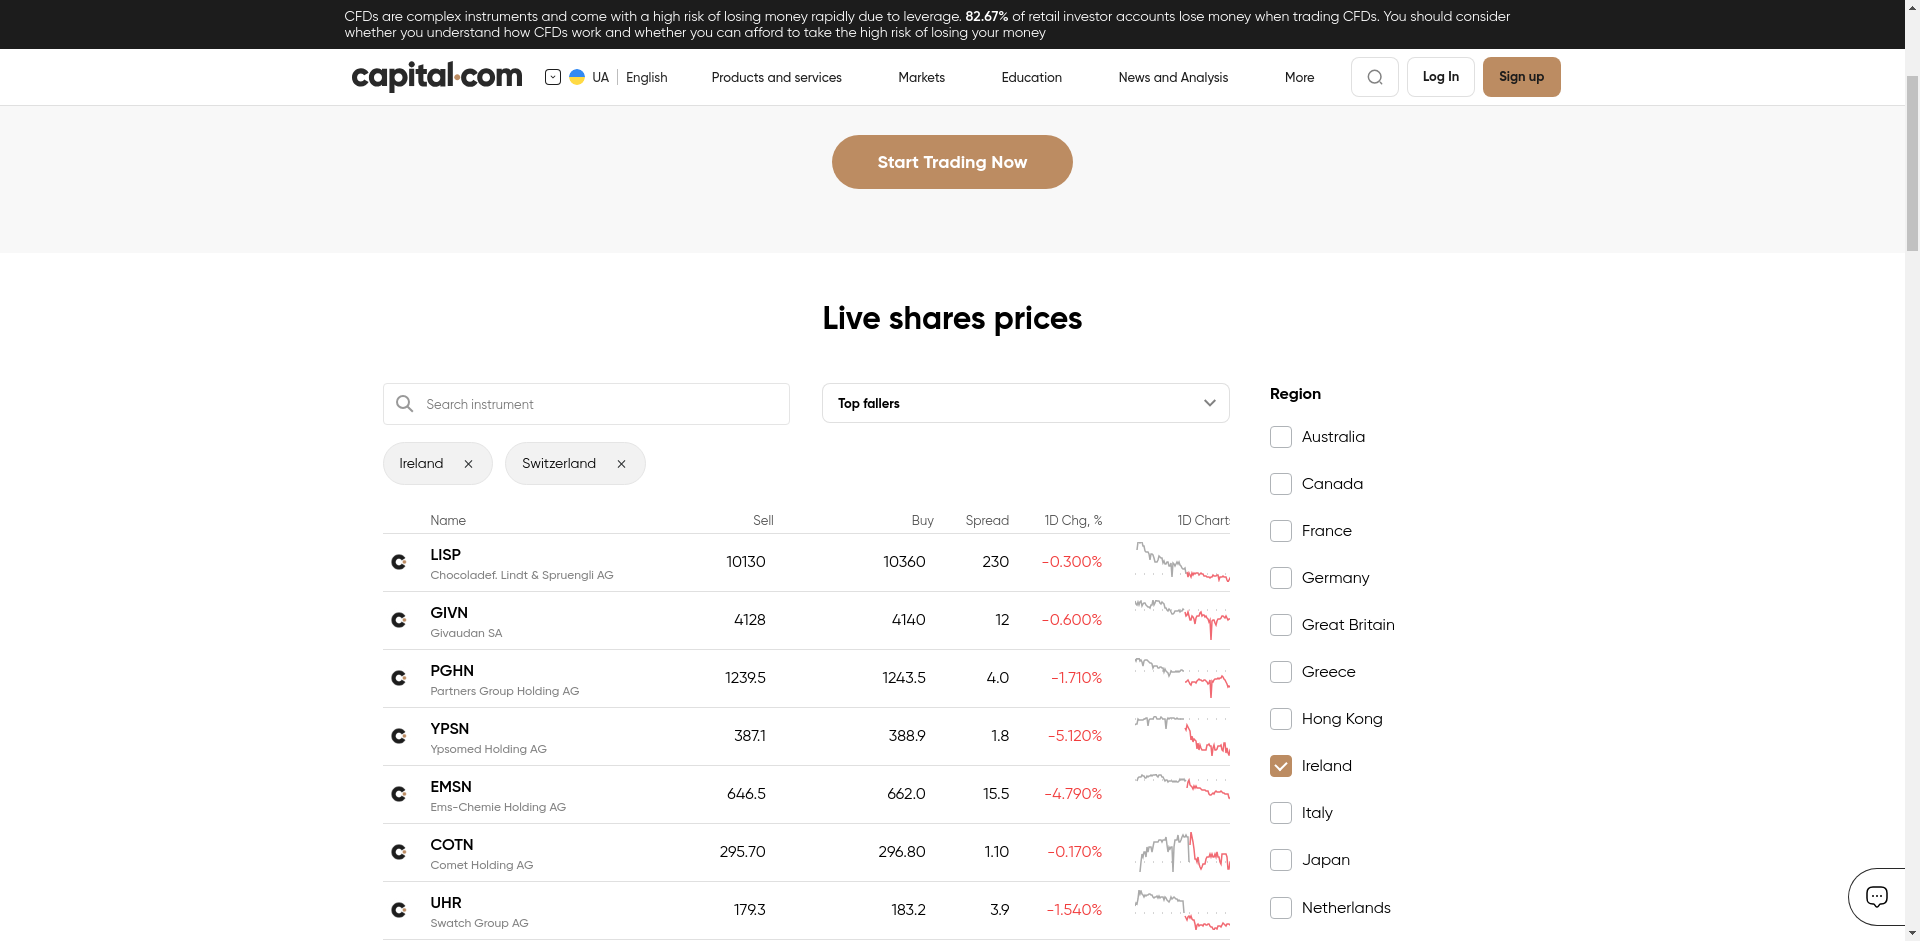 CFDs are complex instruments and come with a high risk of losing money rapidly due to leverage. 82.67% of retail investor accounts lose money when trading CFDs. You should consider
whether you understand how CFDs work and whether you can afford to take the high risk of losing your money
capital.com UA English Products and services Markets Education News and Analysis More Log In Sign up
Start Trading Now
Live shares prices
Search instrument
Top fallers
Ireland Switzerland
Name Sell Buy Spread 1D Chg, % 1D Chart
LISP 10130 10360 230 -0.300%
Chocoladef. Lindt & Spruengli AG
GIVN 4128 4140 12 -0.600%
Givaudan SA
PGHN 1239.5 1243.5 4.0 -1.710%
Partners Group Holding AG
YPSN 387.1 388.9 1.8 -5.120%
Ypsomed Holding AG
EMSN 646.5 662.0 15.5 -4.790%
Ems-Chemie Holding AG
COTN 295.70 296.80 1.10 -0.170%
Comet Holding AG
UHR 179.3 183.2 3.9 -1.540%
Swatch Group AG
Region
Australia
Canada
France
Germany
Great Britain
Greece
Hong Kong
Ireland
Italy
Japan
Netherlands